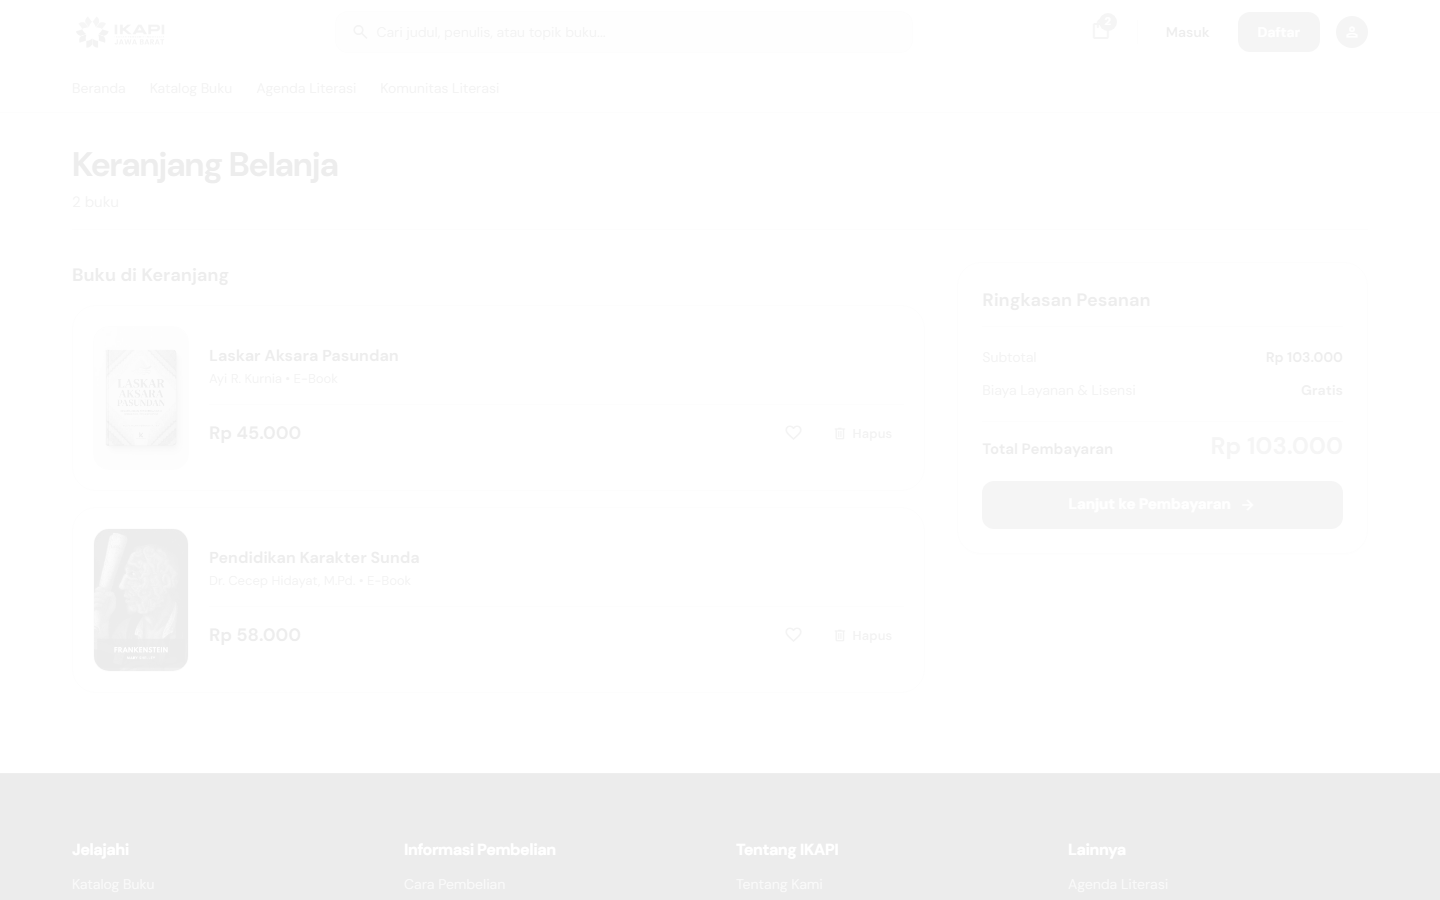 IKAPI
JAWA BARAT
Cari judul, penulis, atau topik buku...
2
Masuk
Daftar
Beranda
Katalog Buku
Agenda Literasi
Komunitas Literasi
Keranjang Belanja
2 buku
Buku di Keranjang
LASKAR
AKSARA
PASUNDAN
Laskar Aksara Pasundan
Ayi R. Kurnia • E-Book
Rp 45.000
Hapus
FRANKENSTEIN
Pendidikan Karakter Sunda
Dr. Cecep Hidayat, M.Pd. • E-Book
Rp 58.000
Hapus
Ringkasan Pesanan
Subtotal
Rp 103.000
Biaya Layanan & Lisensi
Gratis
Total Pembayaran
Rp 103.000
Lanjut ke Pembayaran
Jelajahi
Katalog Buku
Informasi Pembelian
Cara Pembelian
Tentang IKAPI
Tentang Kami
Lainnya
Agenda Literasi